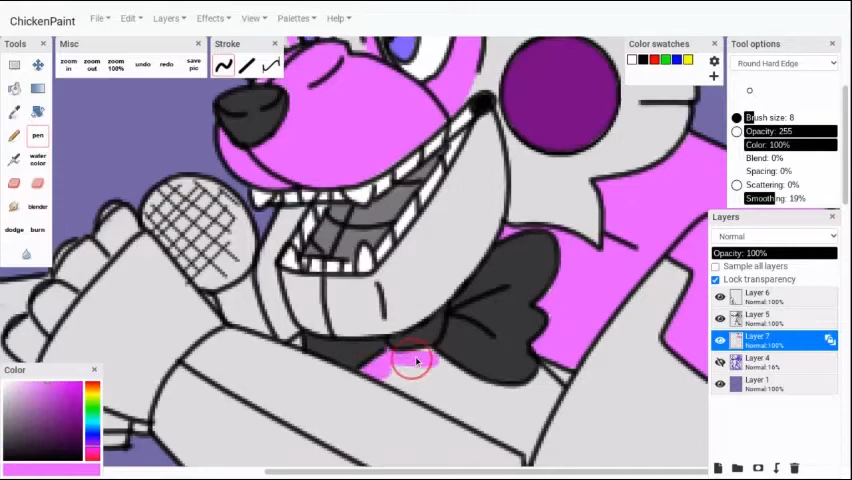 ChickenPaint
File Edit Layers Effects View Palettes Help
Tools
Misc
Stroke
Color swatches
Tool options
zoom in
zoom out
zoom 100%
undo
redo
save pic
Round Hard Edge
Brush size: 8
Opacity: 255
Color: 100%
Blend: 0%
Spacing: 0%
Scattering: 0%
Smoothing: 19%
pen
water color
blender
dodge
burn
Layers
Normal
Opacity: 100%
Sample all layers
Lock transparency
Layer 6
Normal:100%
Layer 5
Normal:100%
Layer 7
Normal:100%
Layer 4
Normal:16%
Layer 1
Normal:100%
Color